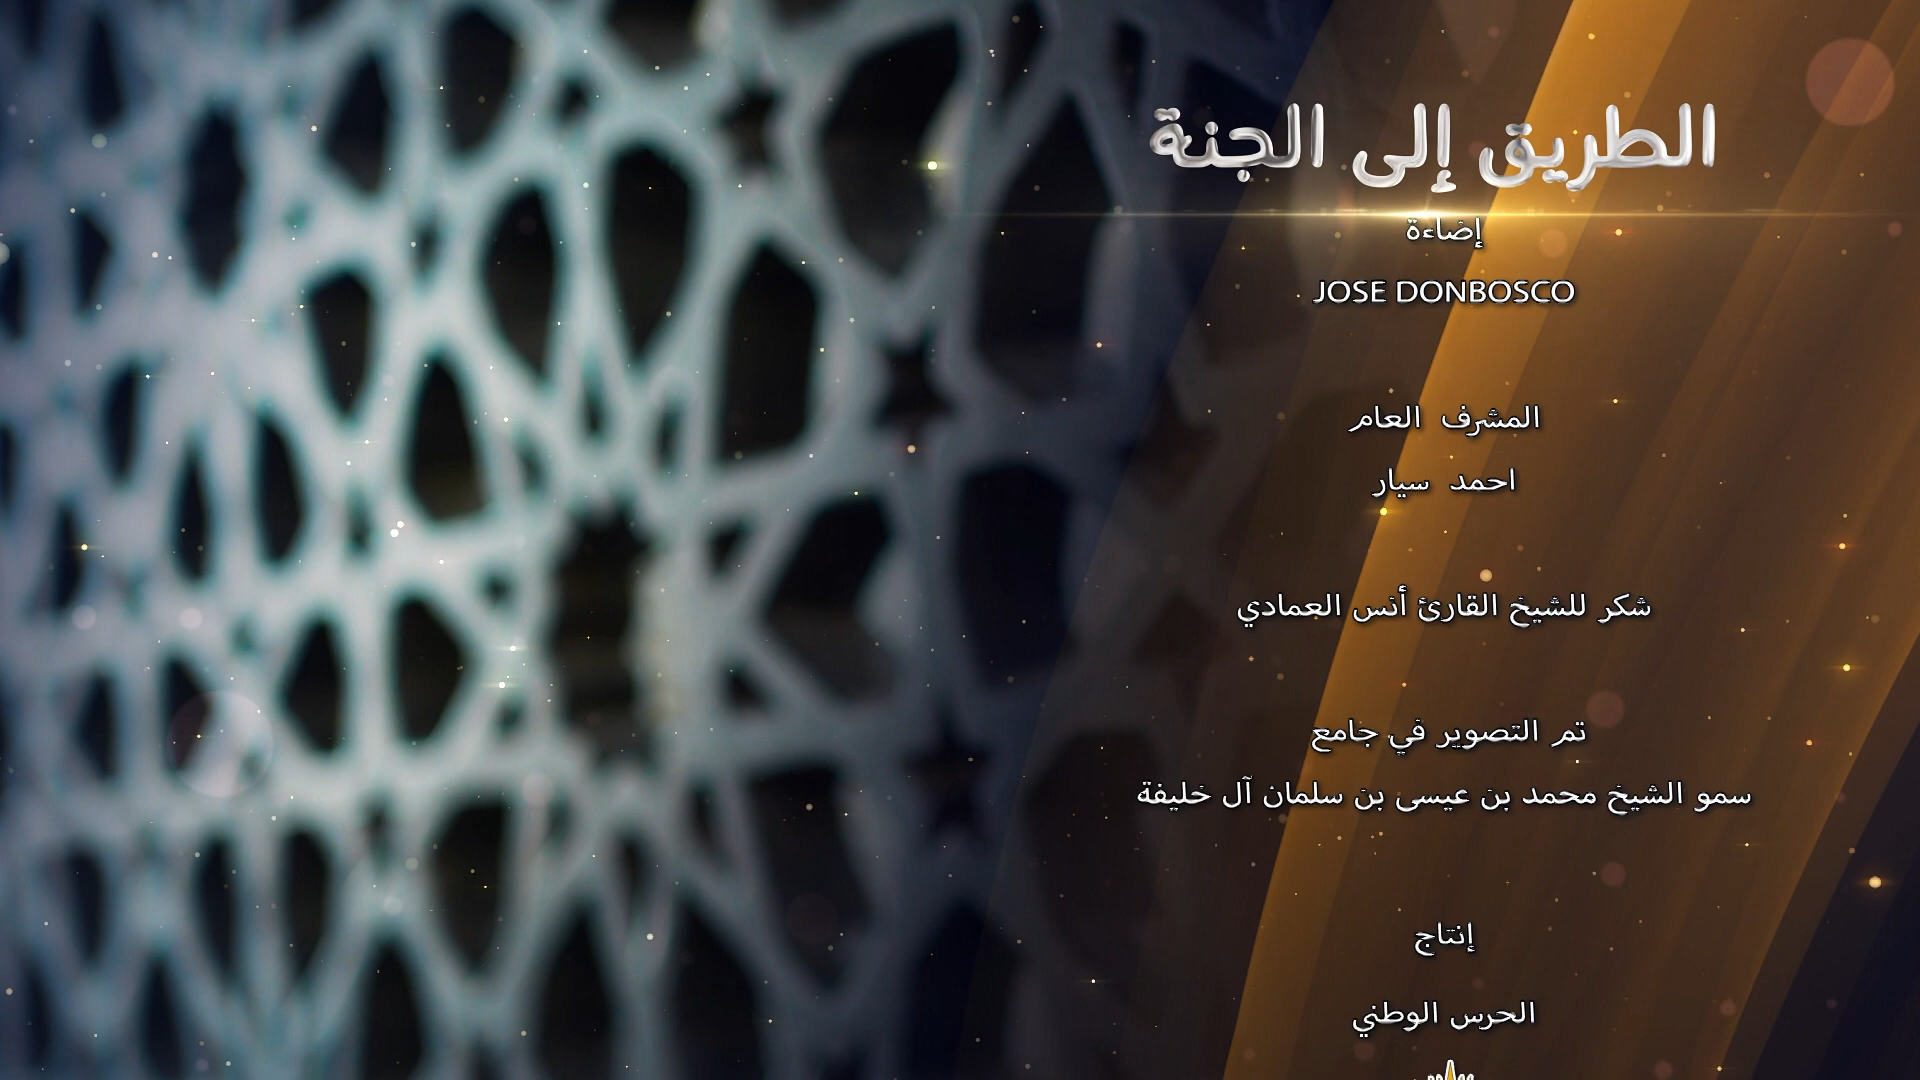 الطريق إلى الجنة
إضاءة
JOSE DONBOSCO
المشرف العام
احمد سيار
شكر للشيخ القارئ أنس العمادي
تم التصوير في جامع
سمو الشيخ محمد بن عيسى بن سلمان آل خليفة
إنتاج
الحرس الوطني